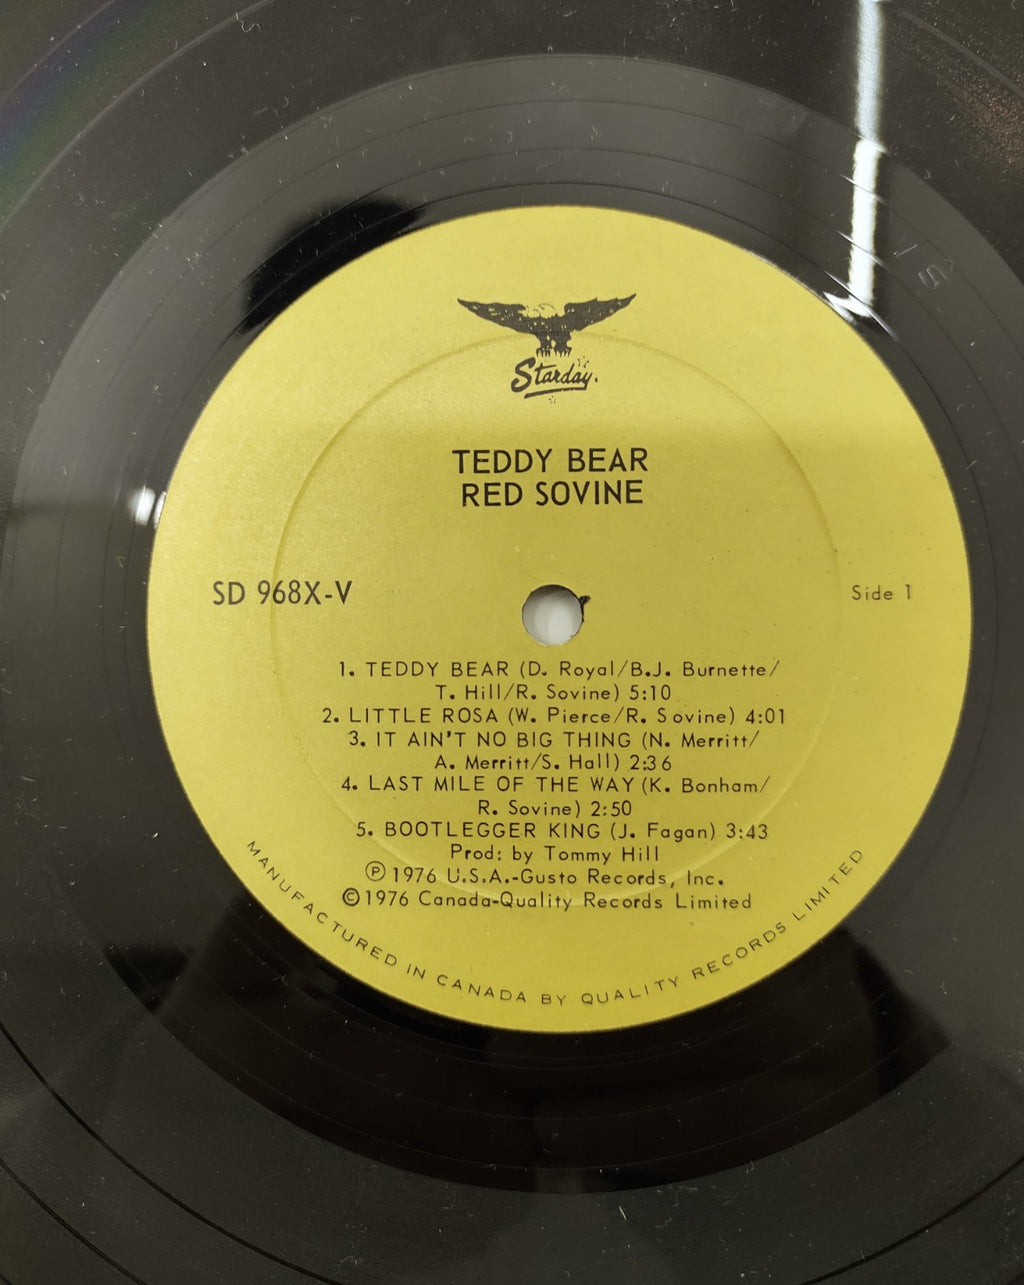 Starday.
TEDDY BEAR
RED SOVINE
SD 968X-V
Side 1
1. TEDDY BEAR (D. Royal/B.J. Burnette/
T. Hill/R. Sovine) 5:10
2. LITTLE ROSA (W. Pierce/R. Sovine) 4:01
3. IT AIN'T NO BIG THING (N. Merritt/
A. Merritt/S. Hall) 2:36
4. LAST MILE OF THE WAY (K. Bonham/
R. Sovine) 2:50
5. BOOTLEGGER KING (J. Fagan) 3:43
Prod: by Tommy Hill
Ⓟ 1976 U.S.A.-Gusto Records, Inc.
©1976 Canada-Quality Records Limited
MANUFACTURED IN CANADA BY QUALITY RECORDS LIMITED